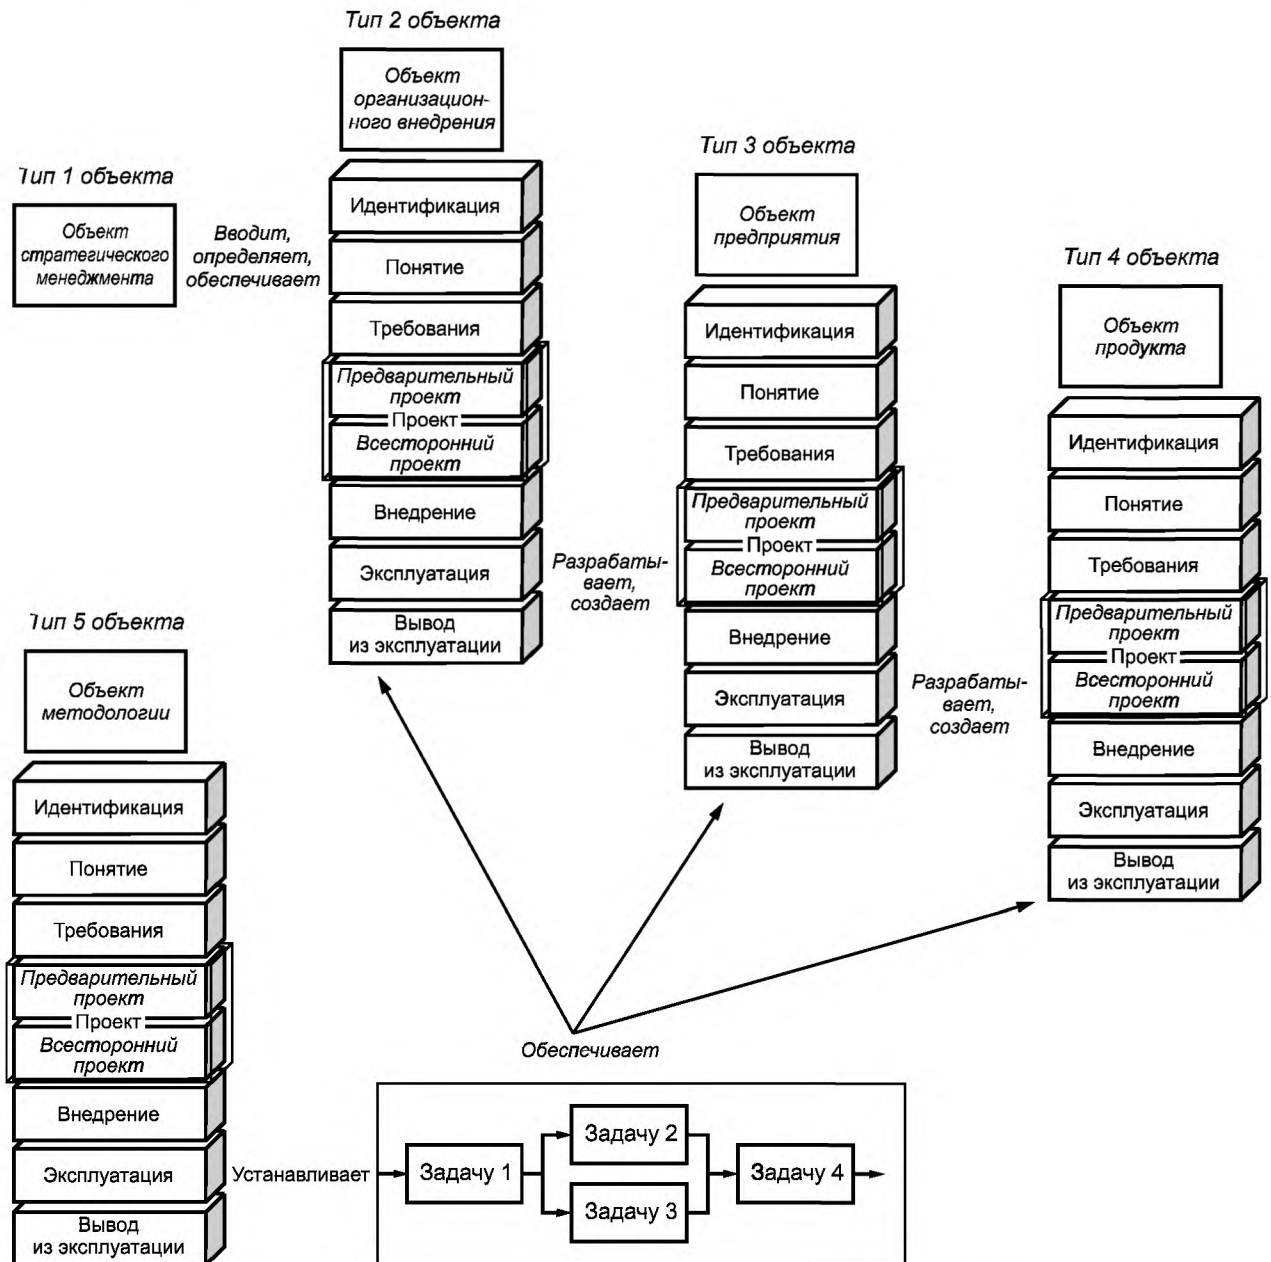 Тип 2 объекта
Объект
организацион-
ного внедрения
Идентификация
Понятие
Требования
Предварительный
проект
Проект
Всесторонний
проект
Внедрение
Эксплуатация
Вывод
из эксплуатации
Тип 1 объекта
Объект
стратегического
менеджмента
Вводит,
определяет,
обеспечивает
Тип 3 объекта
Объект
предприятия
Идентификация
Понятие
Требования
Предварительный
проект
Проект
Всесторонний
проект
Внедрение
Эксплуатация
Вывод
из эксплуатации
Разрабаты-
вает,
создает
Тип 4 объекта
Объект
продукта
Идентификация
Понятие
Требования
Предварительный
проект
Проект
Всесторонний
проект
Внедрение
Эксплуатация
Вывод
из эксплуатации
Разрабаты-
вает,
создает
Тип 5 объекта
Объект
методологии
Идентификация
Понятие
Требования
Предварительный
проект
Проект
Всесторонний
проект
Внедрение
Эксплуатация
Вывод
из эксплуатации
Обеспечивает
Устанавливает
Задачу 1
Задачу 2
Задачу 3
Задачу 4